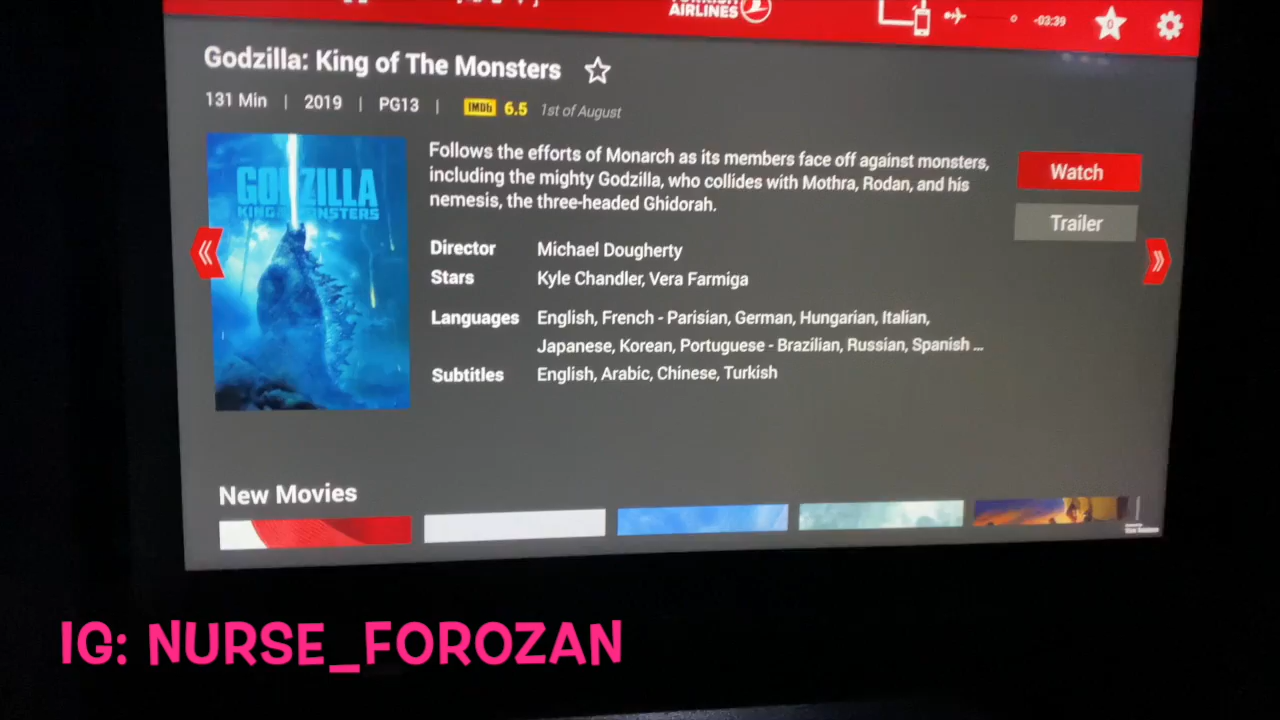 AIRLINES
-03:39
0
Godzilla: King of The Monsters
131 Min | 2019 | PG13 | IMDb 6.5 1st of August
GODZILLA
KING MONSTERS
Follows the efforts of Monarch as its members face off against monsters,
including the mighty Godzilla, who collides with Mothra, Rodan, and his
nemesis, the three-headed Ghidorah.
Watch
Trailer
Director Michael Dougherty
Stars Kyle Chandler, Vera Farmiga
Languages English, French - Parisian, German, Hungarian, Italian,
Japanese, Korean, Portuguese - Brazilian, Russian, Spanish ...
Subtitles English, Arabic, Chinese, Turkish
New Movies
IG: NURSE_FOROZAN